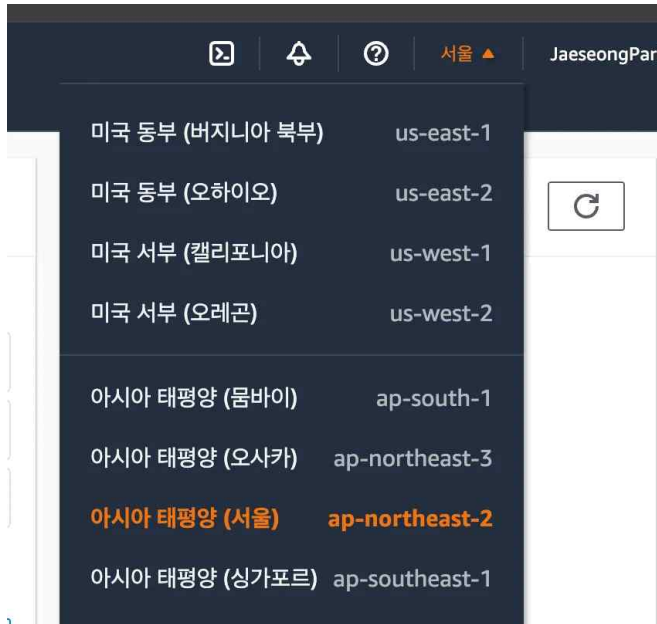 서울 ▲ JaeseongPar
미국 동부 (버지니아 북부) us-east-1
미국 동부 (오하이오) us-east-2
미국 서부 (캘리포니아) us-west-1
미국 서부 (오레곤) us-west-2
아시아 태평양 (뭄바이) ap-south-1
아시아 태평양 (오사카) ap-northeast-3
아시아 태평양 (서울) ap-northeast-2
아시아 태평양 (싱가포르) ap-southeast-1